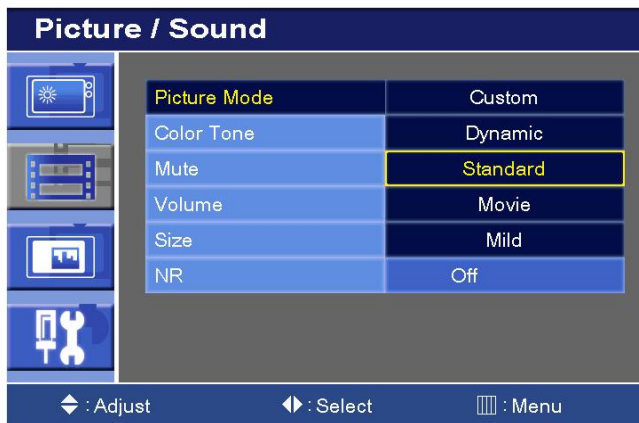 Picture / Sound
Picture Mode Custom
Color Tone Dynamic
Mute Standard
Volume Movie
Size Mild
NR Off
: Adjust : Select : Menu